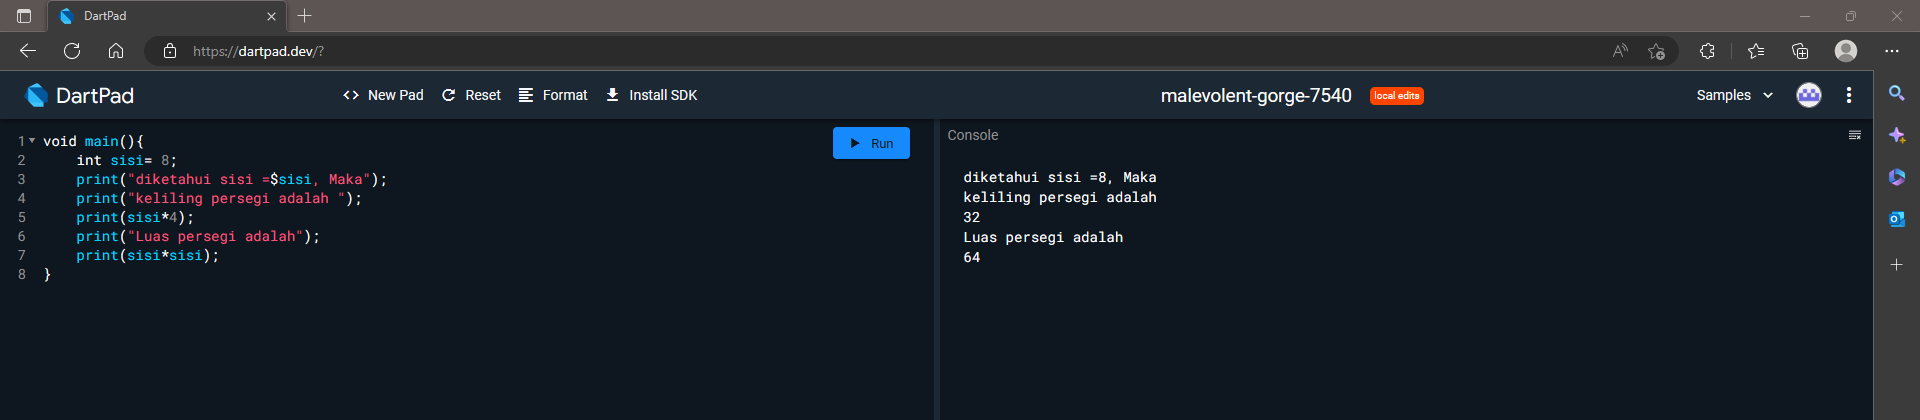 DartPad
https://dartpad.dev/?
DartPad
<> New Pad
Reset
Format
Install SDK
malevolent-gorge-7540
local edits
Samples
1 void main(){
2     int sisi= 8;
3     print("diketahui sisi =$sisi, Maka");
4     print("keliling persegi adalah ");
5     print(sisi*4);
6     print("Luas persegi adalah");
7     print(sisi*sisi);
8 }
Run
Console
diketahui sisi =8, Maka
keliling persegi adalah
32
Luas persegi adalah
64